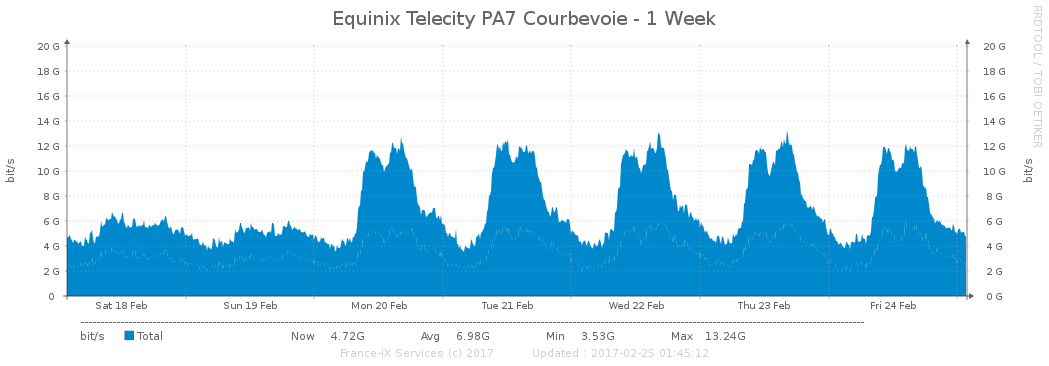 Equinix Telecity PA7 Courbevoie - 1 Week
RRDTOOL / TOBI OETIKER
20 G 20 G
18 G 18 G
16 G 16 G
14 G 14 G
12 G 12 G
10 G 10 G
8 G 8 G
6 G 6 G
4 G 4 G
2 G 2 G
0 0 G
bit/s
bit/s
Sat 18 Feb Sun 19 Feb Mon 20 Feb Tue 21 Feb Wed 22 Feb Thu 23 Feb Fri 24 Feb
bit/s Total Now 4.72G Avg 6.98G Min 3.53G Max 13.24G
France-IX Services (c) 2017 Updated : 2017-02-25 01:45:12